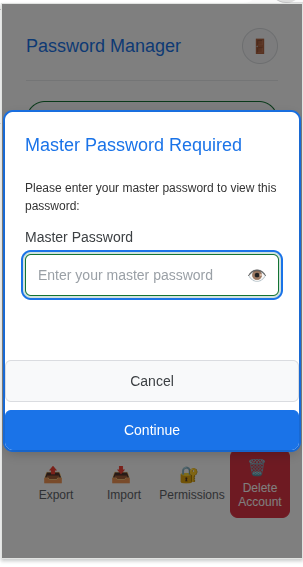 Password Manager
Master Password Required
Please enter your master password to view this
password:
Master Password
Enter your master password
Cancel
Continue
Export
Import
Permissions
Delete
Account